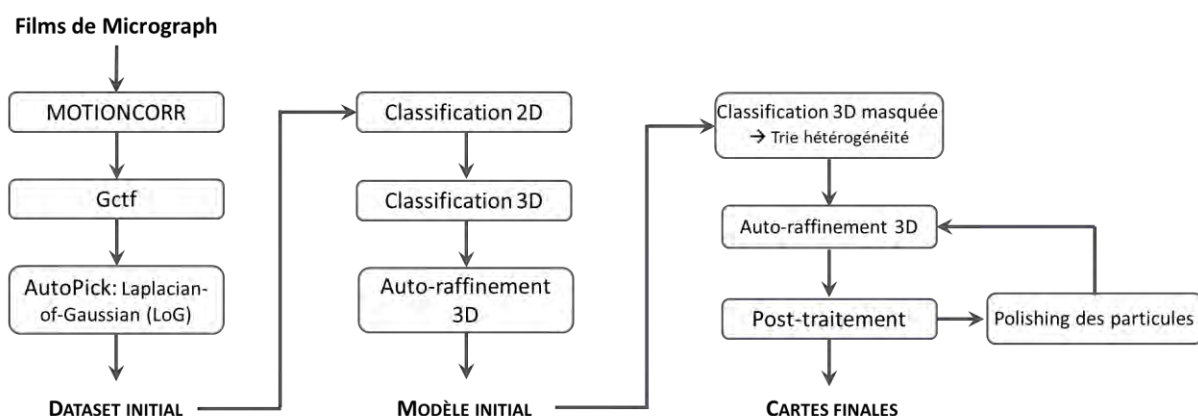 Films de Micrograph
MOTIONCORR
Gctf
AutoPick: Laplacian-
of-Gaussian (LoG)
DATASET INITIAL
Classification 2D
Classification 3D
Auto-raffinement
3D
MODÈLE INITIAL
Classification 3D masquée
→ Trie hétérogénéité
Auto-raffinement 3D
Post-traitement
Polishing des particules
CARTES FINALES